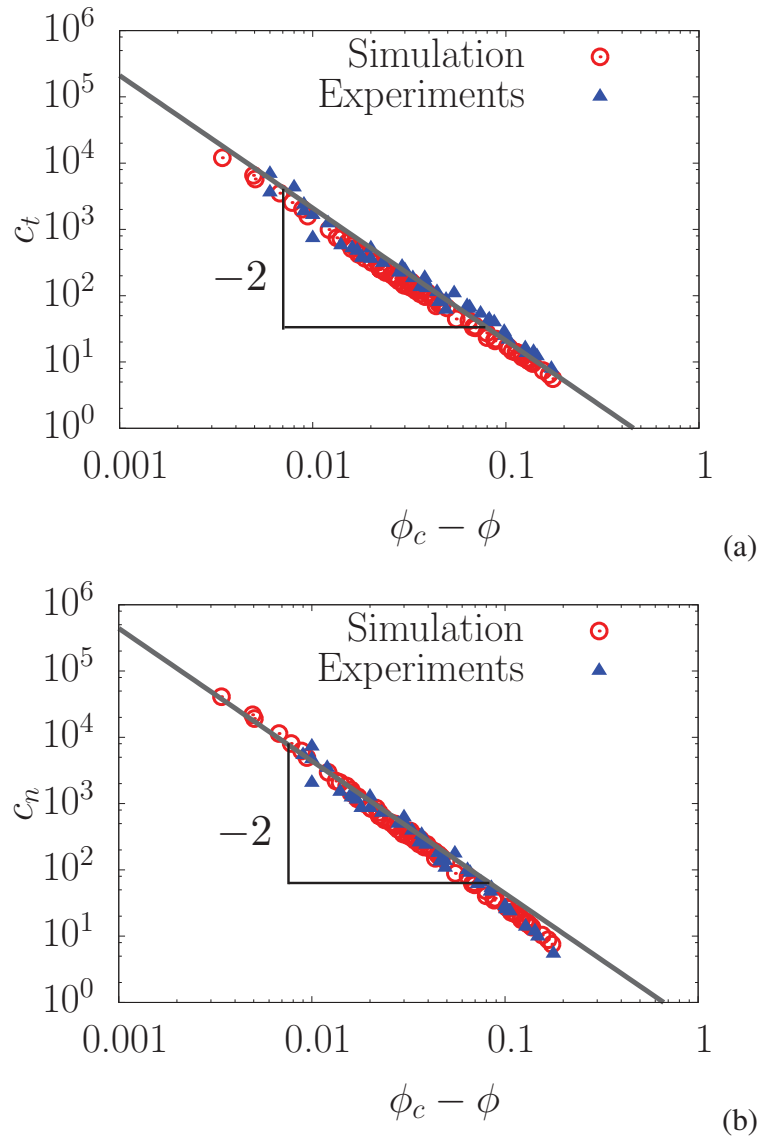 10^6
10^5
10^4
10^3
10^2
10^1
10^0
c_t
Simulation
Experiments
−2
0.001 0.01 0.1 1
ϕ_c − ϕ
(a)
10^6
10^5
10^4
10^3
10^2
10^1
10^0
c_n
Simulation
Experiments
−2
0.001 0.01 0.1 1
ϕ_c − ϕ
(b)